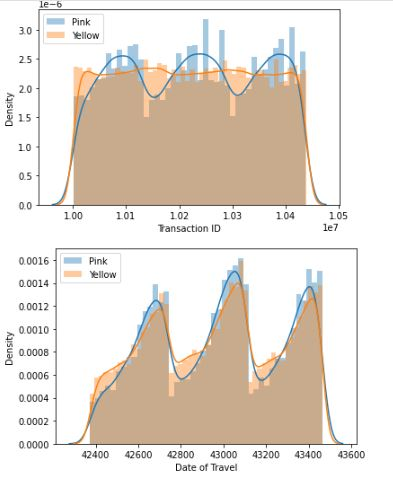 1e−6
Pink
Yellow
3.0
2.5
2.0
1.5
1.0
0.5
0.0
Density
1.00 1.01 1.02 1.03 1.04 1.05
Transaction ID
1e7
Pink
Yellow
0.0016
0.0014
0.0012
0.0010
0.0008
0.0006
0.0004
0.0002
0.0000
Density
42400 42600 42800 43000 43200 43400 43600
Date of Travel